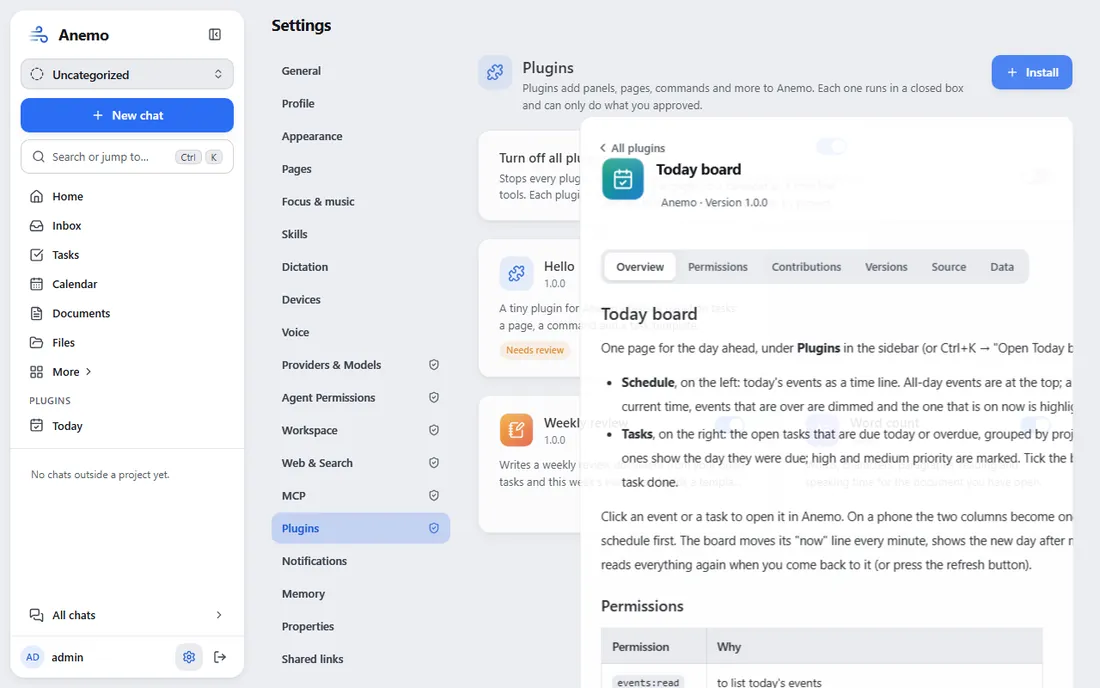 Anemo
Uncategorized
+ New chat
Search or jump to... Ctrl K
Home
Inbox
Tasks
Calendar
Documents
Files
More
PLUGINS
Today
No chats outside a project yet.
All chats
AD admin
Settings
General
Profile
Appearance
Pages
Focus & music
Skills
Dictation
Devices
Voice
Providers & Models
Agent Permissions
Workspace
Web & Search
MCP
Plugins
Notifications
Memory
Properties
Shared links
Plugins
Plugins add panels, pages, commands and more to Anemo. Each one runs in a closed box
and can only do what you approved.
+ Install
Turn off all plu
Stops every plug
tools. Each plugi
Hello
1.0.0
A tiny plugin for
a page, a comma
Needs review
Weekly review
1.0.0
Writes a weekly
tasks and this week's
Word count
speaking time for the document you have open.
All plugins
Today board
Anemo · Version 1.0.0
Overview Permissions Contributions Versions Source Data
Today board
One page for the day ahead, under Plugins in the sidebar (or Ctrl+K → "Open Today b
• Schedule, on the left: today's events as a time line. All-day events are at the top; a
current time, events that are over are dimmed and the one that is on now is highlig
• Tasks, on the right: the open tasks that are due today or overdue, grouped by proj
ones show the day they were due; high and medium priority are marked. Tick the b
task done.
Click an event or a task to open it in Anemo. On a phone the two columns become on
schedule first. The board moves its "now" line every minute, shows the new day after m
reads everything again when you come back to it (or press the refresh button).
Permissions
Permission Why
events:read to list today's events